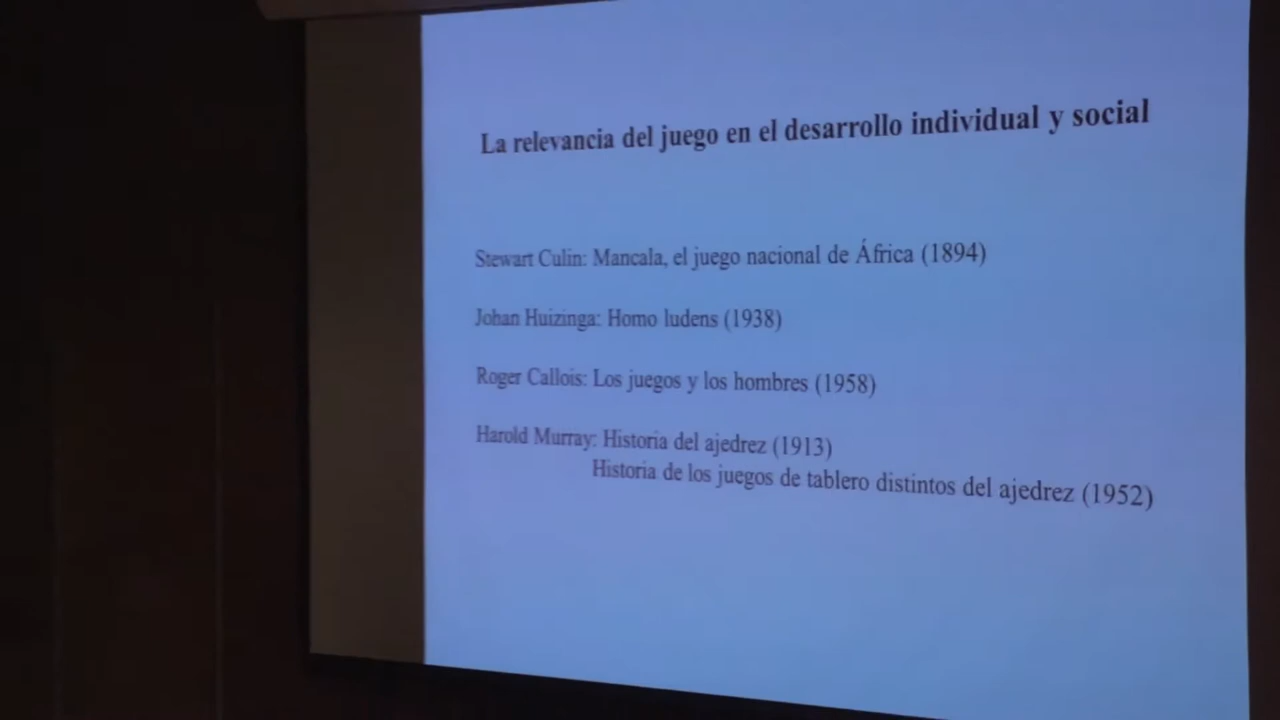 La relevancia del juego en el desarrollo individual y social
Stewart Culin: Mancala, el juego nacional de África (1894)
Johan Huizinga: Homo ludens (1938)
Roger Callois: Los juegos y los hombres (1958)
Harold Murray: Historia del ajedrez (1913)
Historia de los juegos de tablero distintos del ajedrez (1952)